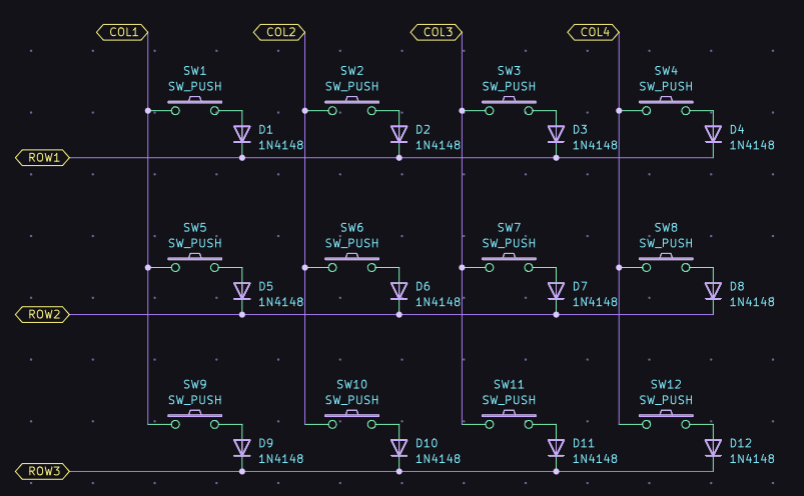 COL1 COL2 COL3 COL4
SW1 SW2 SW3 SW4
SW_PUSH SW_PUSH SW_PUSH SW_PUSH
D1 D2 D3 D4
1N4148 1N4148 1N4148 1N4148
ROW1
SW5 SW6 SW7 SW8
SW_PUSH SW_PUSH SW_PUSH SW_PUSH
D5 D6 D7 D8
1N4148 1N4148 1N4148 1N4148
ROW2
SW9 SW10 SW11 SW12
SW_PUSH SW_PUSH SW_PUSH SW_PUSH
D9 D10 D11 D12
1N4148 1N4148 1N4148 1N4148
ROW3